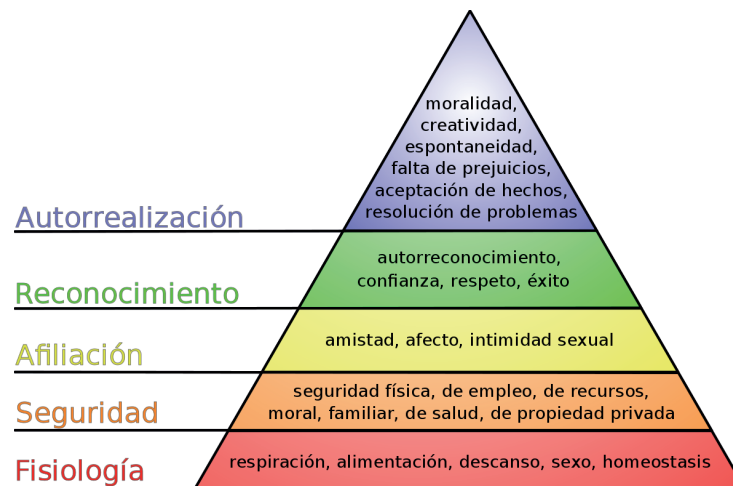 moralidad,
creatividad,
espontaneidad,
falta de prejuicios,
aceptación de hechos,
resolución de problemas
Autorrealización
autorreconocimiento,
confianza, respeto, éxito
Reconocimiento
amistad, afecto, intimidad sexual
Afiliación
seguridad física, de empleo, de recursos,
moral, familiar, de salud, de propiedad privada
Seguridad
respiración, alimentación, descanso, sexo, homeostasis
Fisiología